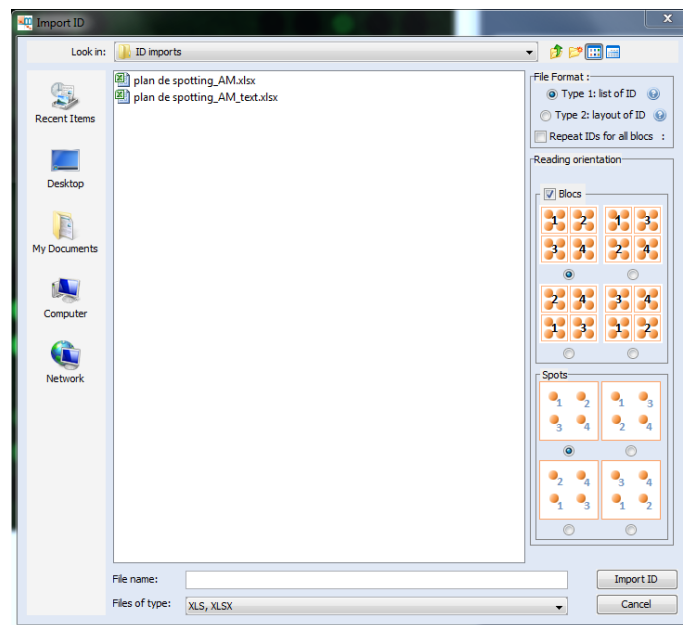 Import ID
x
Look in:
ID imports
Recent Items
Desktop
My Documents
Computer
Network
plan de spotting_AM.xlsx
plan de spotting_AM_text.xlsx
File Format :
Type 1: list of ID
Type 2: layout of ID
Repeat IDs for all blocs :
Reading orientation
Blocs
1 2 1 3
3 4 2 4
2 4 3 4
1 3 1 2
Spots
1 2 1 3
3 4 2 4
2 4 3 4
1 3 1 2
File name:
Import ID
Files of type:
XLS, XLSX
Cancel